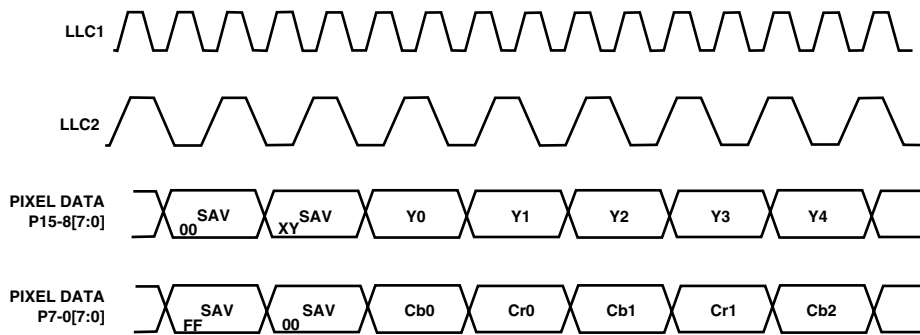 LLC1
LLC2
PIXEL DATA
P15-8[7:0]
SAV
00
SAV
XY
Y0
Y1
Y2
Y3
Y4
PIXEL DATA
P7-0[7:0]
SAV
FF
SAV
00
Cb0
Cr0
Cb1
Cr1
Cb2